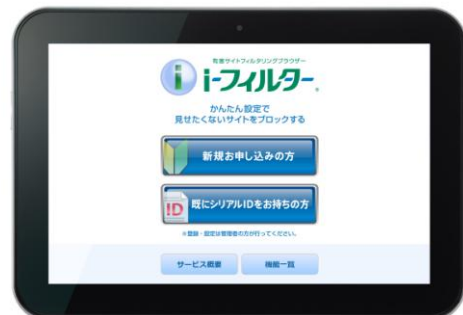 有害サイトフィルタリングブラウザー
i-フィルター®
かんたん設定で
見せたくないサイトをブロックする
新規お申し込みの方
ID
既にシリアルIDをお持ちの方
※登録・設定は管理者の方が行ってください。
サービス概要
機能一覧